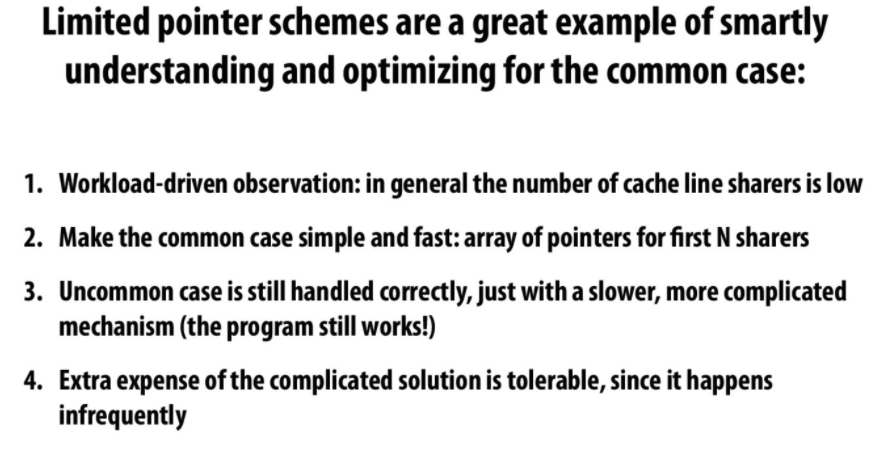 Limited pointer schemes are a great example of smartly
understanding and optimizing for the common case:
1. Workload-driven observation: in general the number of cache line sharers is low
2. Make the common case simple and fast: array of pointers for first N sharers
3. Uncommon case is still handled correctly, just with a slower, more complicated
mechanism (the program still works!)
4. Extra expense of the complicated solution is tolerable, since it happens
infrequently